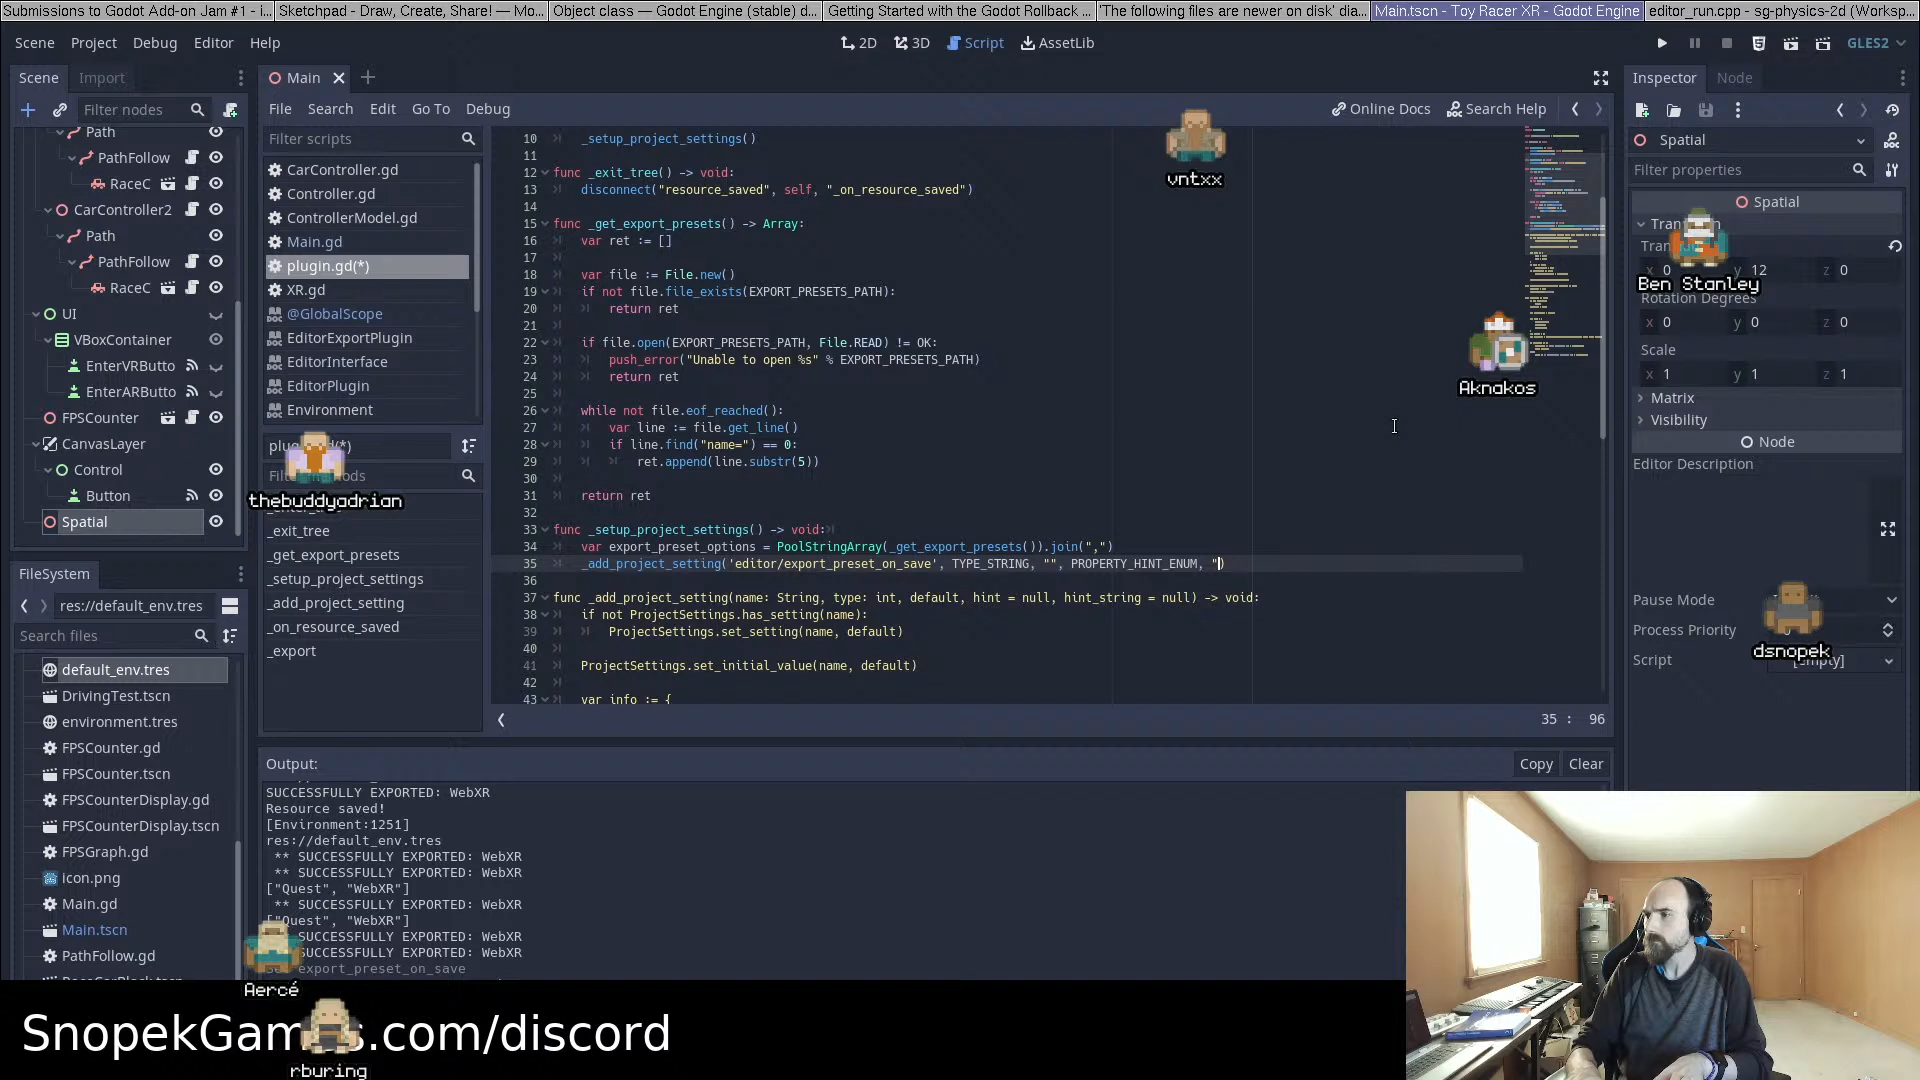 Submissions to Godot Add-on Jam #1 - i...
Sketchpad - Draw, Create, Share! — Mo...
Object class — Godot Engine (stable) d...
Getting Started with the Godot Rollback ...
'The following files are newer on disk' dia...
Main.tscn - Toy Racer XR - Godot Engine
editor_run.cpp - sg-physics-2d (Worksp...
Scene Project Debug Editor Help
2D 3D Script AssetLib
GLES2
Scene Import
Filter nodes
Path
PathFollow
RaceC
CarController2
Path
PathFollow
RaceC
UI
VBoxContainer
EnterVRButto
EnterARButto
FPSCounter
CanvasLayer
Control
Button
Spatial
FileSystem
res://default_env.tres
Search files
default_env.tres
DrivingTest.tscn
environment.tres
FPSCounter.gd
FPSCounter.tscn
FPSCounterDisplay.gd
FPSCounterDisplay.tscn
FPSGraph.gd
icon.png
Main.gd
Main.tscn
PathFollow.gd
Main
File Search Edit Go To Debug
Online Docs Search Help
Filter scripts
CarController.gd
Controller.gd
ControllerModel.gd
Main.gd
plugin.gd(*)
XR.gd
@GlobalScope
EditorExportPlugin
EditorInterface
EditorPlugin
Environment
_exit_tree
_get_export_presets
_setup_project_settings
_add_project_setting
_on_resource_saved
_export
10 _setup_project_settings()
11
12 func _exit_tree() -> void:
13 disconnect("resource_saved", self, "_on_resource_saved")
14
15 func _get_export_presets() -> Array:
16 var ret := []
17
18 var file := File.new()
19 if not file.file_exists(EXPORT_PRESETS_PATH):
20 return ret
21
22 if file.open(EXPORT_PRESETS_PATH, File.READ) != OK:
23 push_error("Unable to open %s" % EXPORT_PRESETS_PATH)
24 return ret
25
26 while not file.eof_reached():
27 var line := file.get_line()
28 if line.find("name=") == 0:
29 ret.append(line.substr(5))
30
31 return ret
32
33 func _setup_project_settings() -> void:
34 var export_preset_options = PoolStringArray(_get_export_presets()).join(",")
35 _add_project_setting('editor/export_preset_on_save', TYPE_STRING, "", PROPERTY_HINT_ENUM, ")
36
37 func _add_project_setting(name: String, type: int, default, hint = null, hint_string = null) -> void:
38 if not ProjectSettings.has_setting(name):
39 ProjectSettings.set_setting(name, default)
40
41 ProjectSettings.set_initial_value(name, default)
42
43 var info := {
35 : 96
Output:
Copy Clear
SUCCESSFULLY EXPORTED: WebXR
Resource saved!
[Environment:1251]
res://default_env.tres
** SUCCESSFULLY EXPORTED: WebXR
** SUCCESSFULLY EXPORTED: WebXR
["Quest", "WebXR"]
** SUCCESSFULLY EXPORTED: WebXR
["Quest", "WebXR"]
SUCCESSFULLY EXPORTED: WebXR
SUCCESSFULLY EXPORTED: WebXR
export_preset_on_save
Inspector Node
Spatial
Filter properties
Spatial
x 0 y 12 z 0
Rotation Degrees
x 0 y 0 z 0
Scale
x 1 y 1 z 1
Matrix
Visibility
Node
Editor Description
Pause Mode
Process Priority
Script [empty]
vntxx
Ben Stanley
Aknakos
thebuddyadrian
dsnopek
Aercé
rburing
SnopekGam s.com/discord